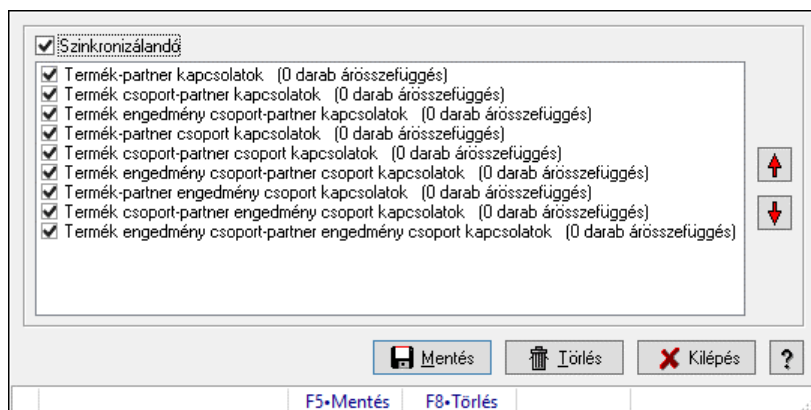 Szinkronizálandó
Termék-partner kapcsolatok (0 darab árösszefüggés)
Termék csoport-partner kapcsolatok (0 darab árösszefüggés)
Termék engedmény csoport-partner kapcsolatok (0 darab árösszefüggés)
Termék-partner csoport kapcsolatok (0 darab árösszefüggés)
Termék csoport-partner csoport kapcsolatok (0 darab árösszefüggés)
Termék engedmény csoport-partner csoport kapcsolatok (0 darab árösszefüggés)
Termék-partner engedmény csoport kapcsolatok (0 darab árösszefüggés)
Termék csoport-partner engedmény csoport kapcsolatok (0 darab árösszefüggés)
Termék engedmény csoport-partner engedmény csoport kapcsolatok (0 darab árösszefüggés)
Mentés Törlés Kilépés ?
F5•Mentés F8•Törlés